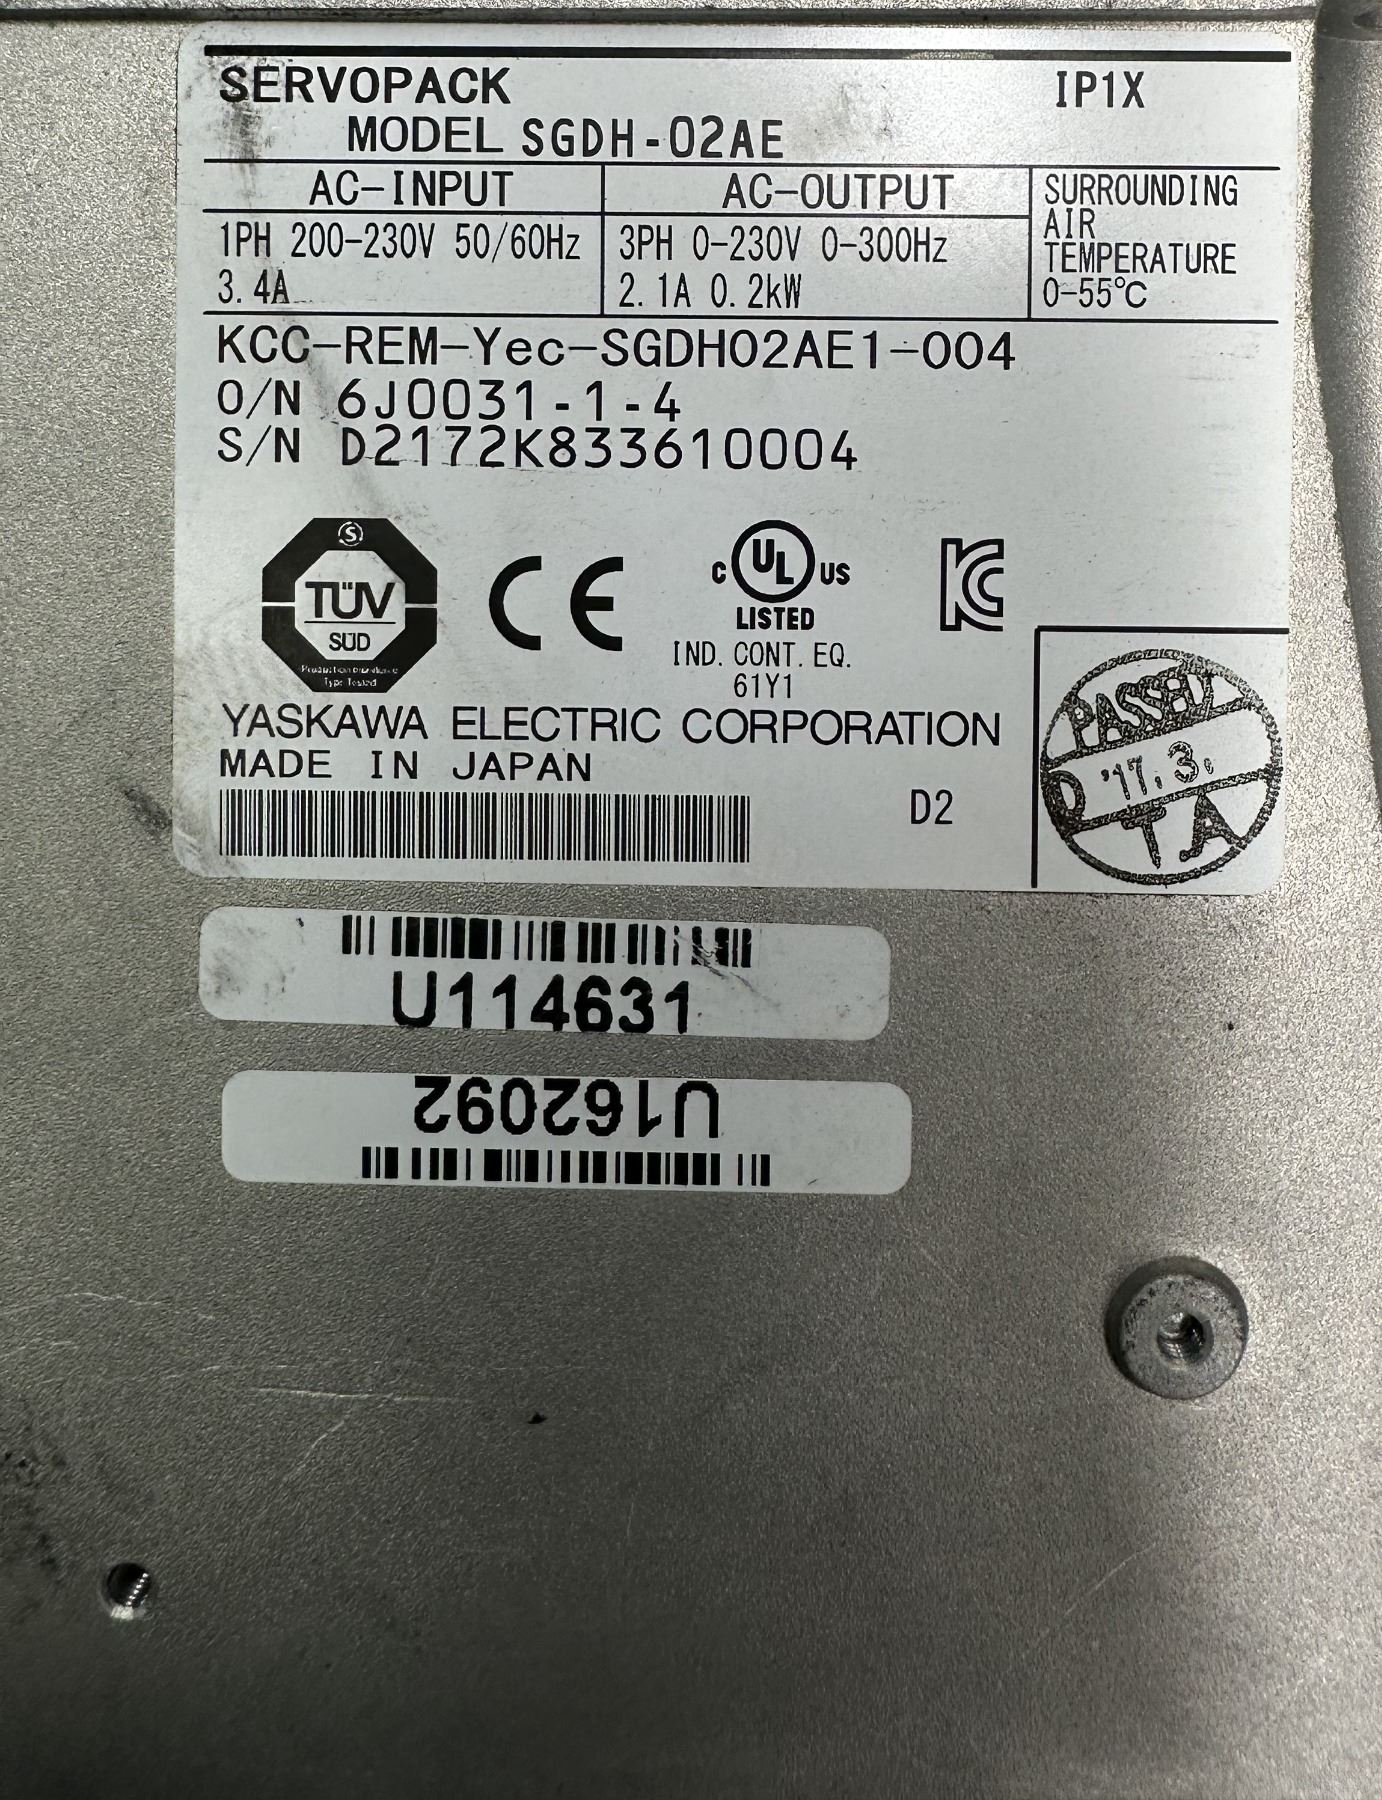 SERVOPACK IP1X
MODEL SGDH-02AE
AC-INPUT AC-OUTPUT
1PH 200-230V 50/60Hz
3.4A
3PH 0-230V 0-300Hz
2.1A 0.2kW
SURROUNDING
AIR
TEMPERATURE
0-55℃
KCC-REM-Yec-SGDH02AE1-004
O/N 6J0031-1-4
S/N D2172K833610004
S
TÜV
SÜD
Type Tested
CE
C UL US
LISTED
IND. CONT. EQ.
61Y1
KC
YASKAWA ELECTRIC CORPORATION
MADE IN JAPAN
D2
PASSED
D '17.3.
TA
U114631
U162092